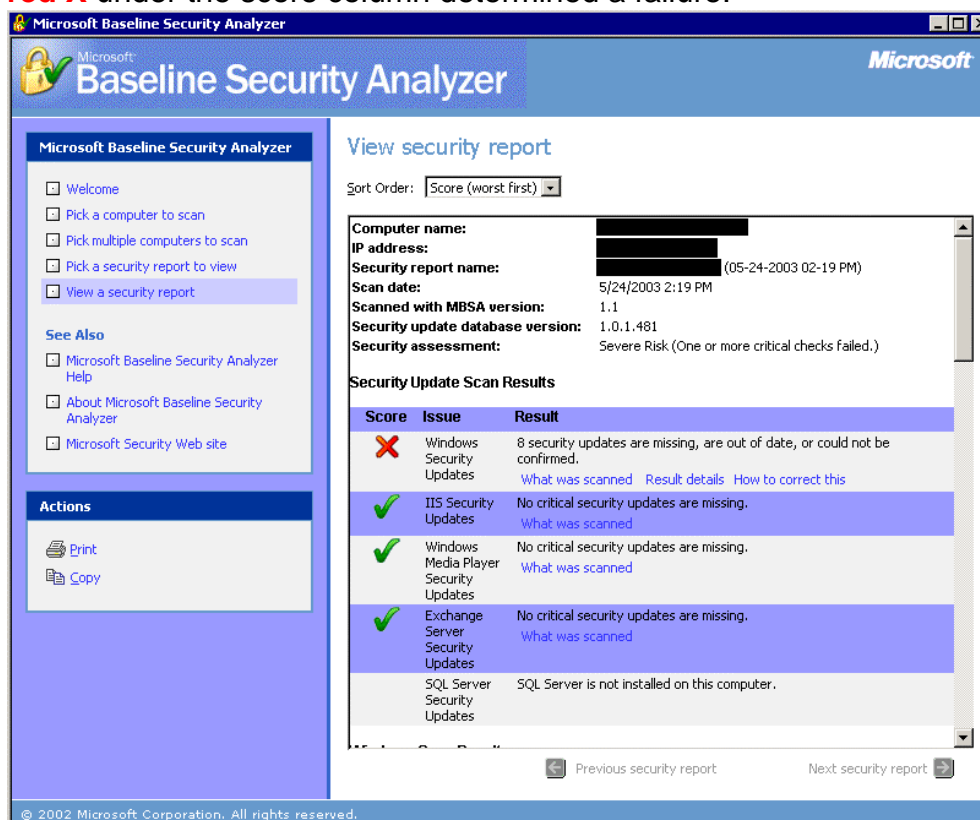 red X under the score column determined a failure.
Microsoft Baseline Security Analyzer
Microsoft
Baseline Security Analyzer
Microsoft
Microsoft Baseline Security Analyzer
Welcome
Pick a computer to scan
Pick multiple computers to scan
Pick a security report to view
View a security report
See Also
Microsoft Baseline Security Analyzer
Help
About Microsoft Baseline Security
Analyzer
Microsoft Security Web site
Actions
Print
Copy
View security report
Sort Order: Score (worst first)
Computer name:
IP address:
Security report name: (05-24-2003 02-19 PM)
Scan date: 5/24/2003 2:19 PM
Scanned with MBSA version: 1.1
Security update database version: 1.0.1.481
Security assessment: Severe Risk (One or more critical checks failed.)
Security Update Scan Results
Score Issue Result
Windows
Security
Updates
8 security updates are missing, are out of date, or could not be
confirmed.
What was scanned Result details How to correct this
IIS Security
Updates
No critical security updates are missing.
What was scanned
Windows
Media Player
Security
Updates
No critical security updates are missing.
What was scanned
Exchange
Server
Security
Updates
No critical security updates are missing.
What was scanned
SQL Server
Security
Updates
SQL Server is not installed on this computer.
Previous security report Next security report
© 2002 Microsoft Corporation. All rights reserved.